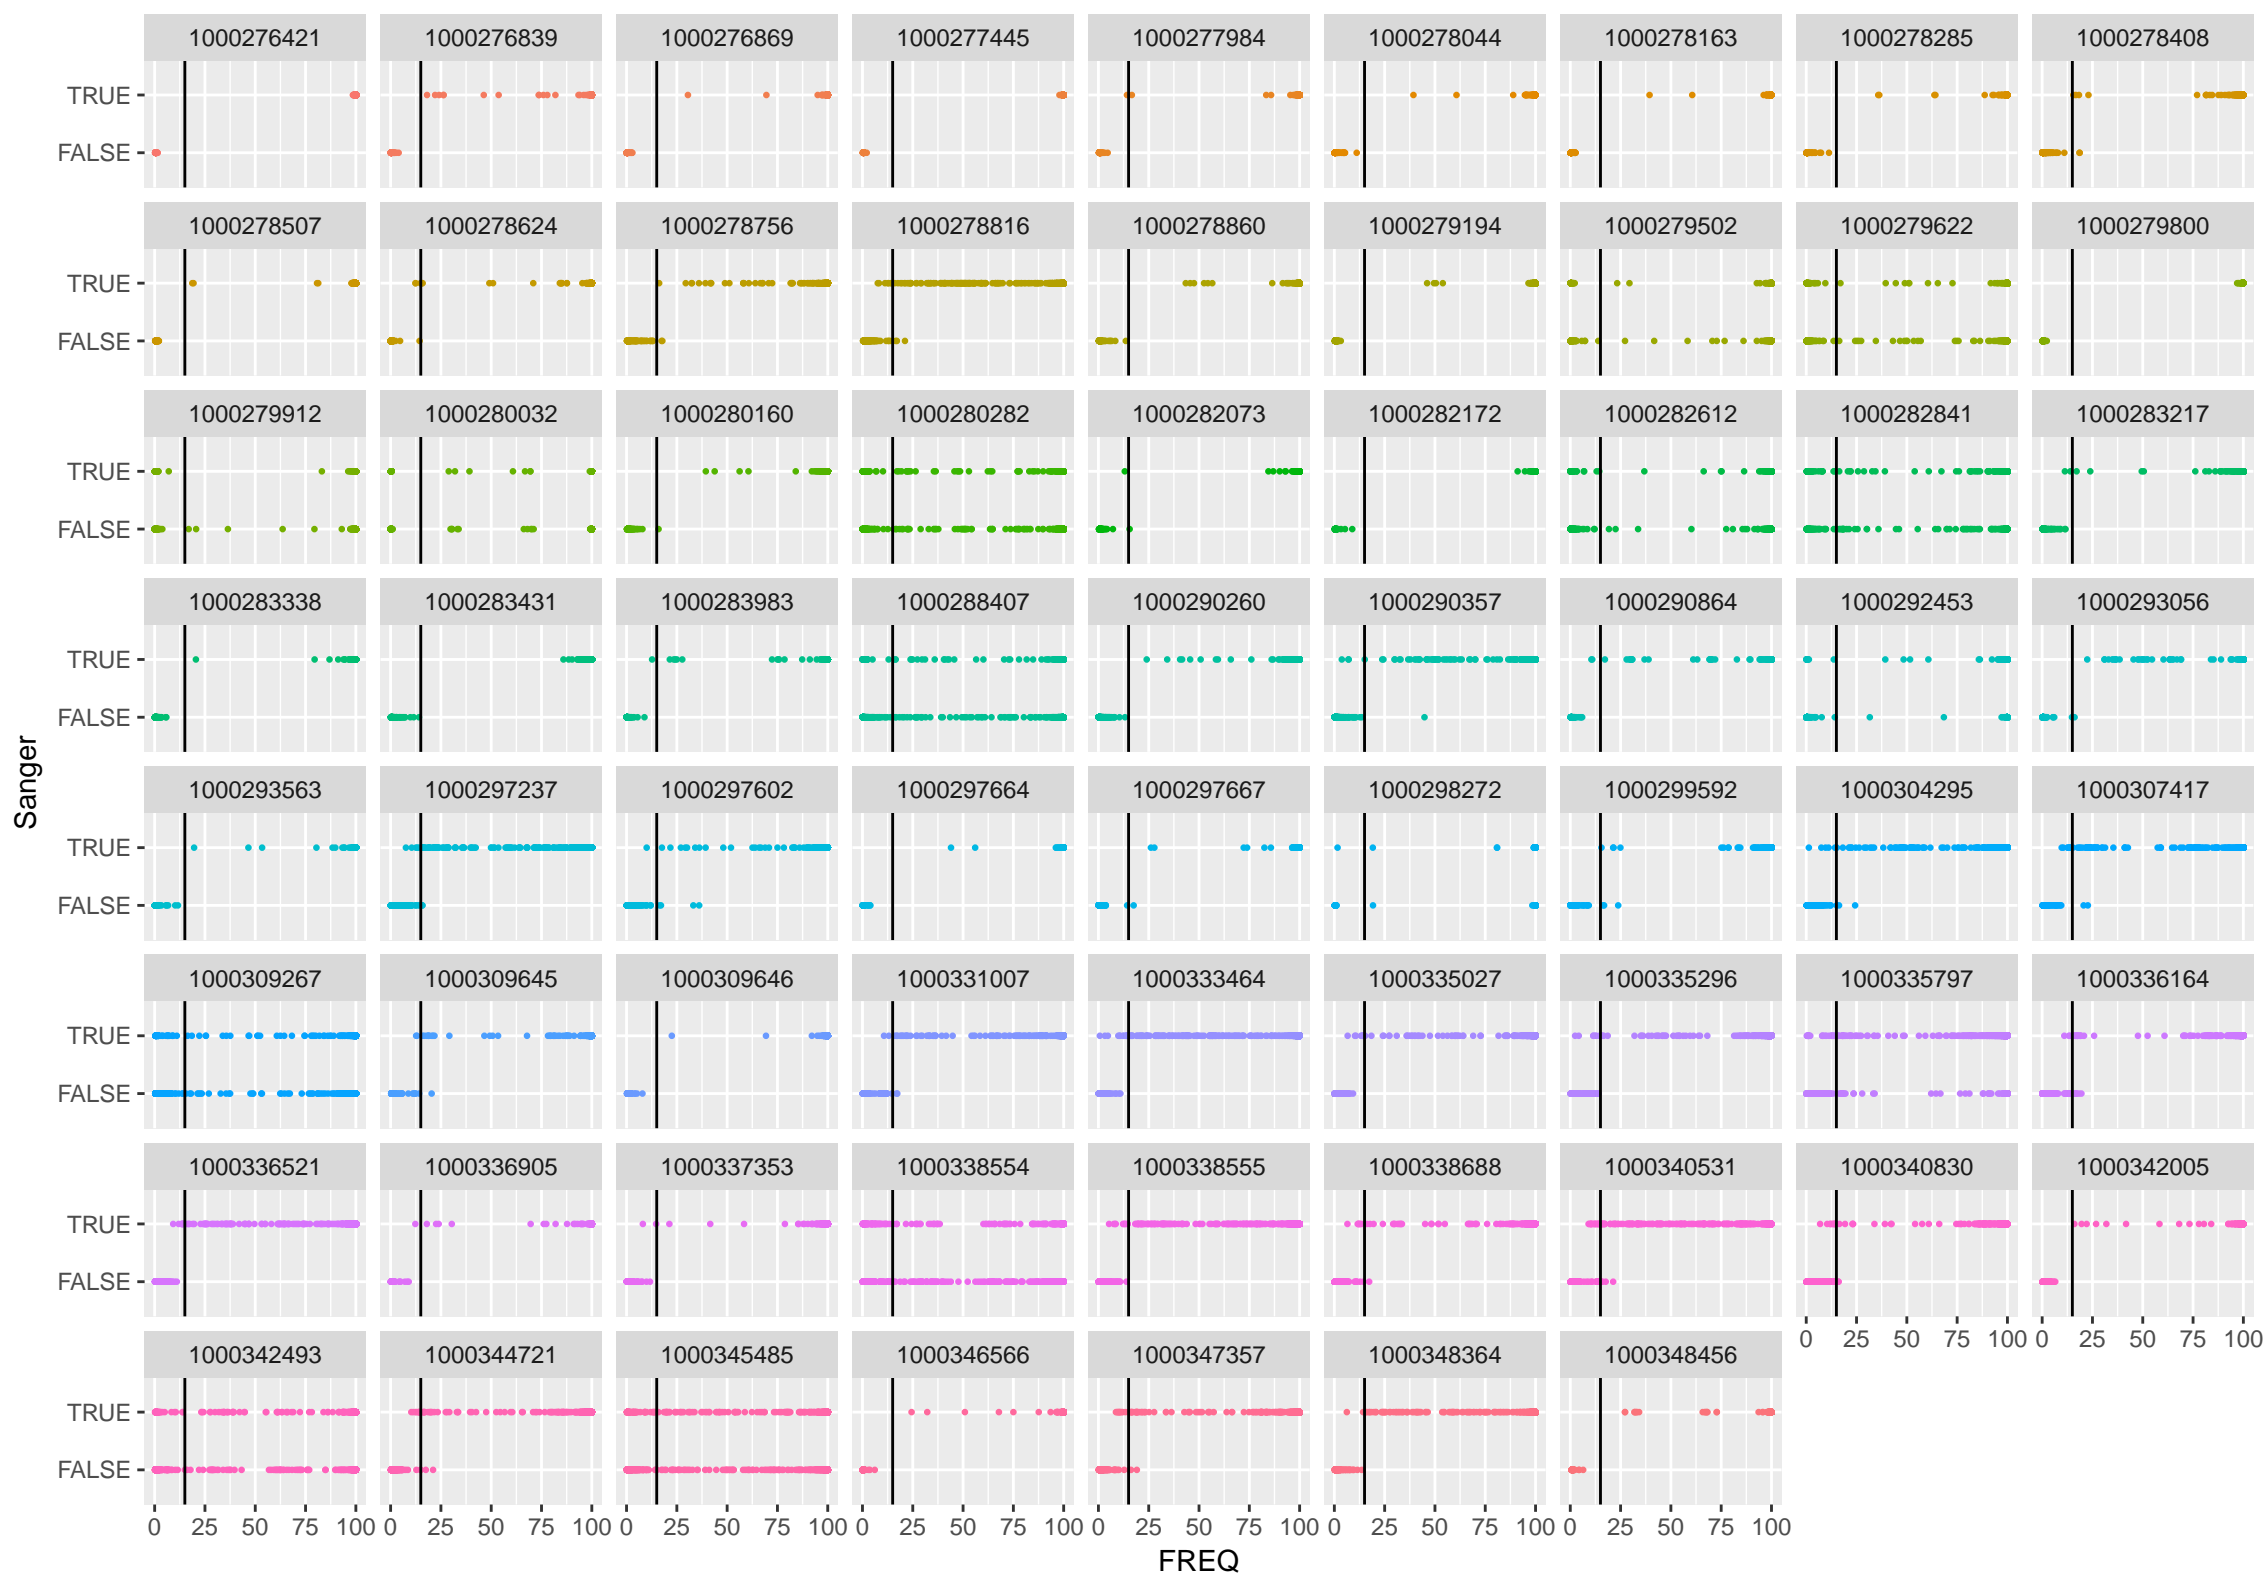 1000276421 1000276839 1000276869 1000277445 1000277984 1000278044 1000278163 1000278285 1000278408
TRUE
FALSE
1000278507 1000278624 1000278756 1000278816 1000278860 1000279194 1000279502 1000279622 1000279800
TRUE
FALSE
1000279912 1000280032 1000280160 1000280282 1000282073 1000282172 1000282612 1000282841 1000283217
TRUE
FALSE
1000283338 1000283431 1000283983 1000288407 1000290260 1000290357 1000290864 1000292453 1000293056
TRUE
FALSE
Sanger
1000293563 1000297237 1000297602 1000297664 1000297667 1000298272 1000299592 1000304295 1000307417
TRUE
FALSE
1000309267 1000309645 1000309646 1000331007 1000333464 1000335027 1000335296 1000335797 1000336164
TRUE
FALSE
1000336521 1000336905 1000337353 1000338554 1000338555 1000338688 1000340531 1000340830 1000342005
TRUE
FALSE
0 25 50 75 100 0 25 50 75 100
1000342493 1000344721 1000345485 1000346566 1000347357 1000348364 1000348456
TRUE
FALSE
0 25 50 75 100 0 25 50 75 100 0 25 50 75 100 0 25 50 75 100 0 25 50 75 100 0 25 50 75 100 0 25 50 75 100
FREQ